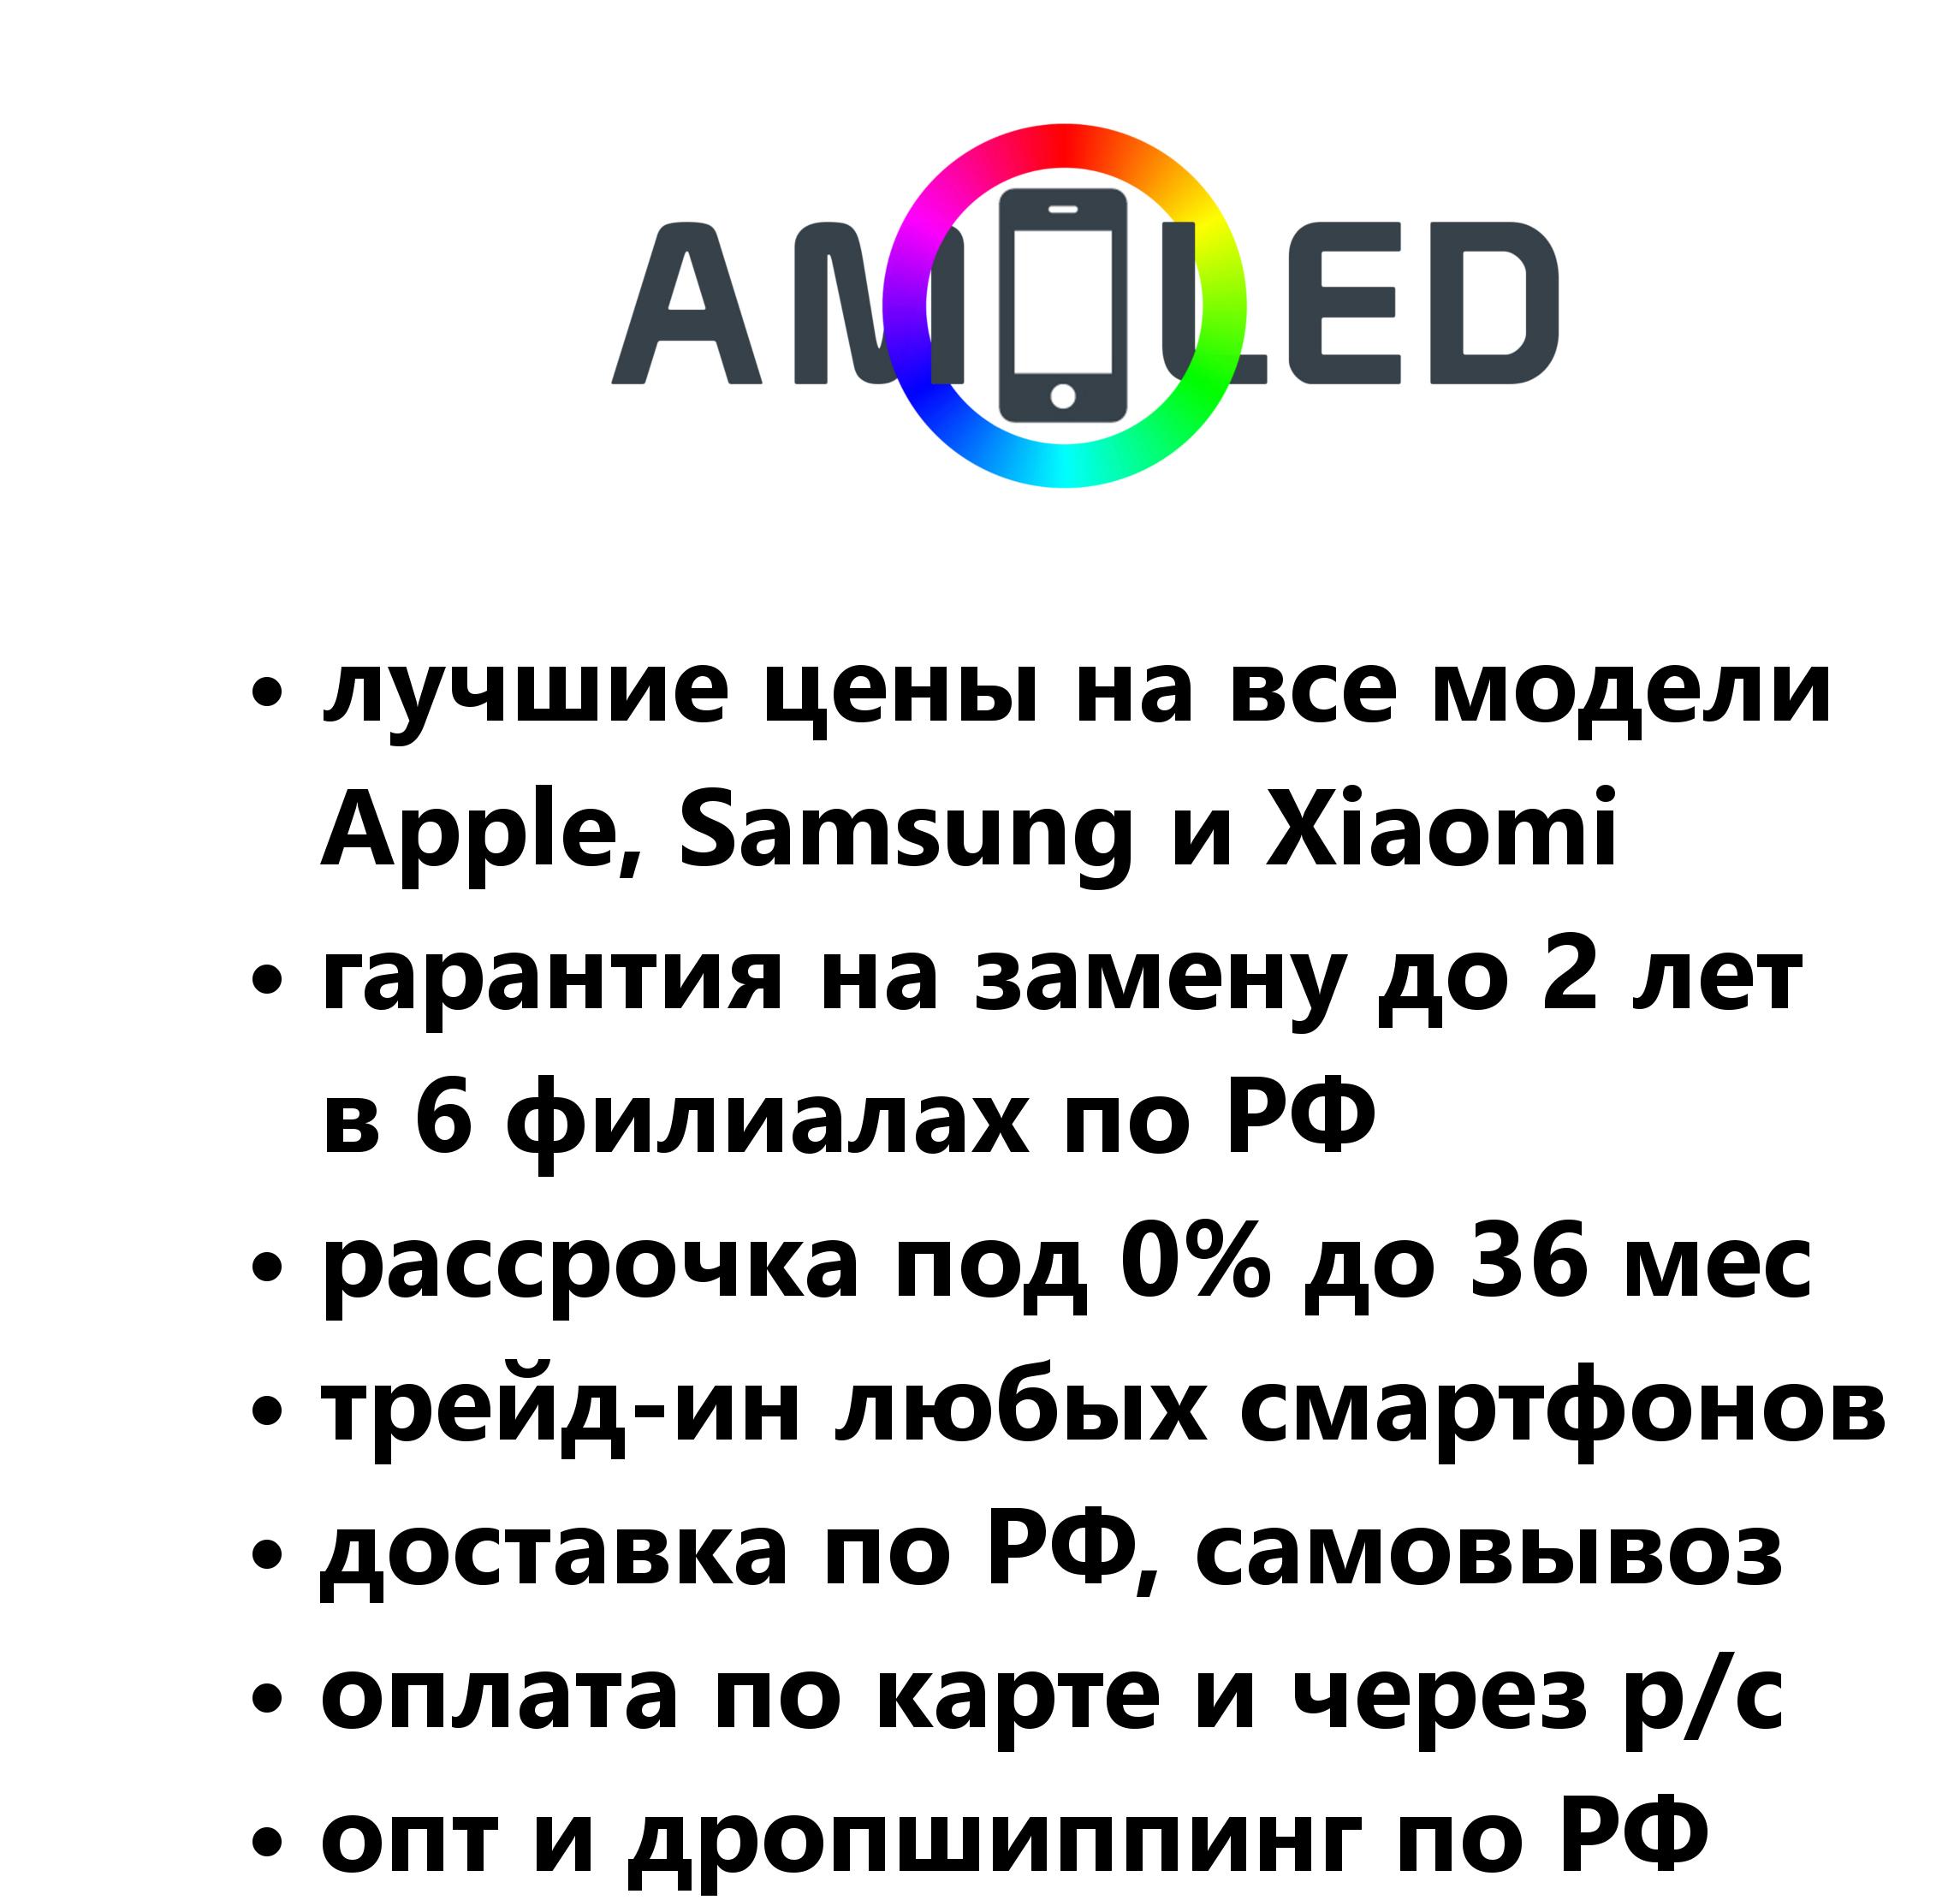 AMOLED
• лучшие цены на все модели
Apple, Samsung и Xiaomi
• гарантия на замену до 2 лет
в 6 филиалах по РФ
• рассрочка под 0% до 36 мес
• трейд-ин любых смартфонов
• доставка по РФ, самовывоз
• оплата по карте и через р/с
• опт и дропшиппинг по РФ